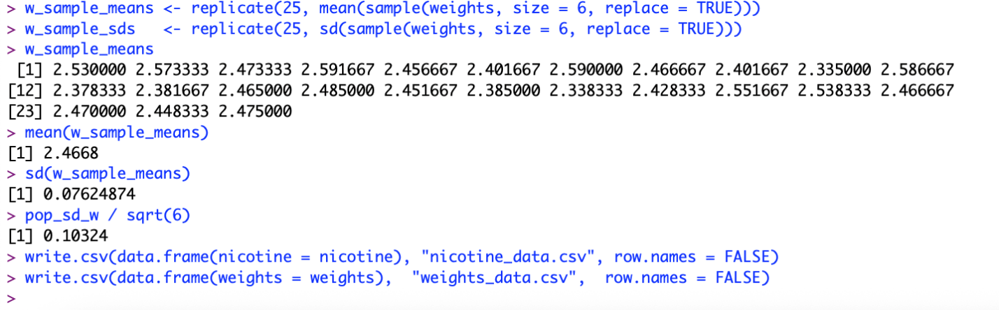 > w_sample_means <- replicate(25, mean(sample(weights, size = 6, replace = TRUE)))
> w_sample_sds   <- replicate(25, sd(sample(weights, size = 6, replace = TRUE)))
> w_sample_means
 [1] 2.530000 2.573333 2.473333 2.591667 2.456667 2.401667 2.590000 2.466667 2.401667 2.335000 2.586667
[12] 2.378333 2.381667 2.465000 2.485000 2.451667 2.385000 2.338333 2.428333 2.551667 2.538333 2.466667
[23] 2.470000 2.448333 2.475000
> mean(w_sample_means)
[1] 2.4668
> sd(w_sample_means)
[1] 0.07624874
> pop_sd_w / sqrt(6)
[1] 0.10324
> write.csv(data.frame(nicotine = nicotine), "nicotine_data.csv", row.names = FALSE)
> write.csv(data.frame(weights = weights),  "weights_data.csv",  row.names = FALSE)
>